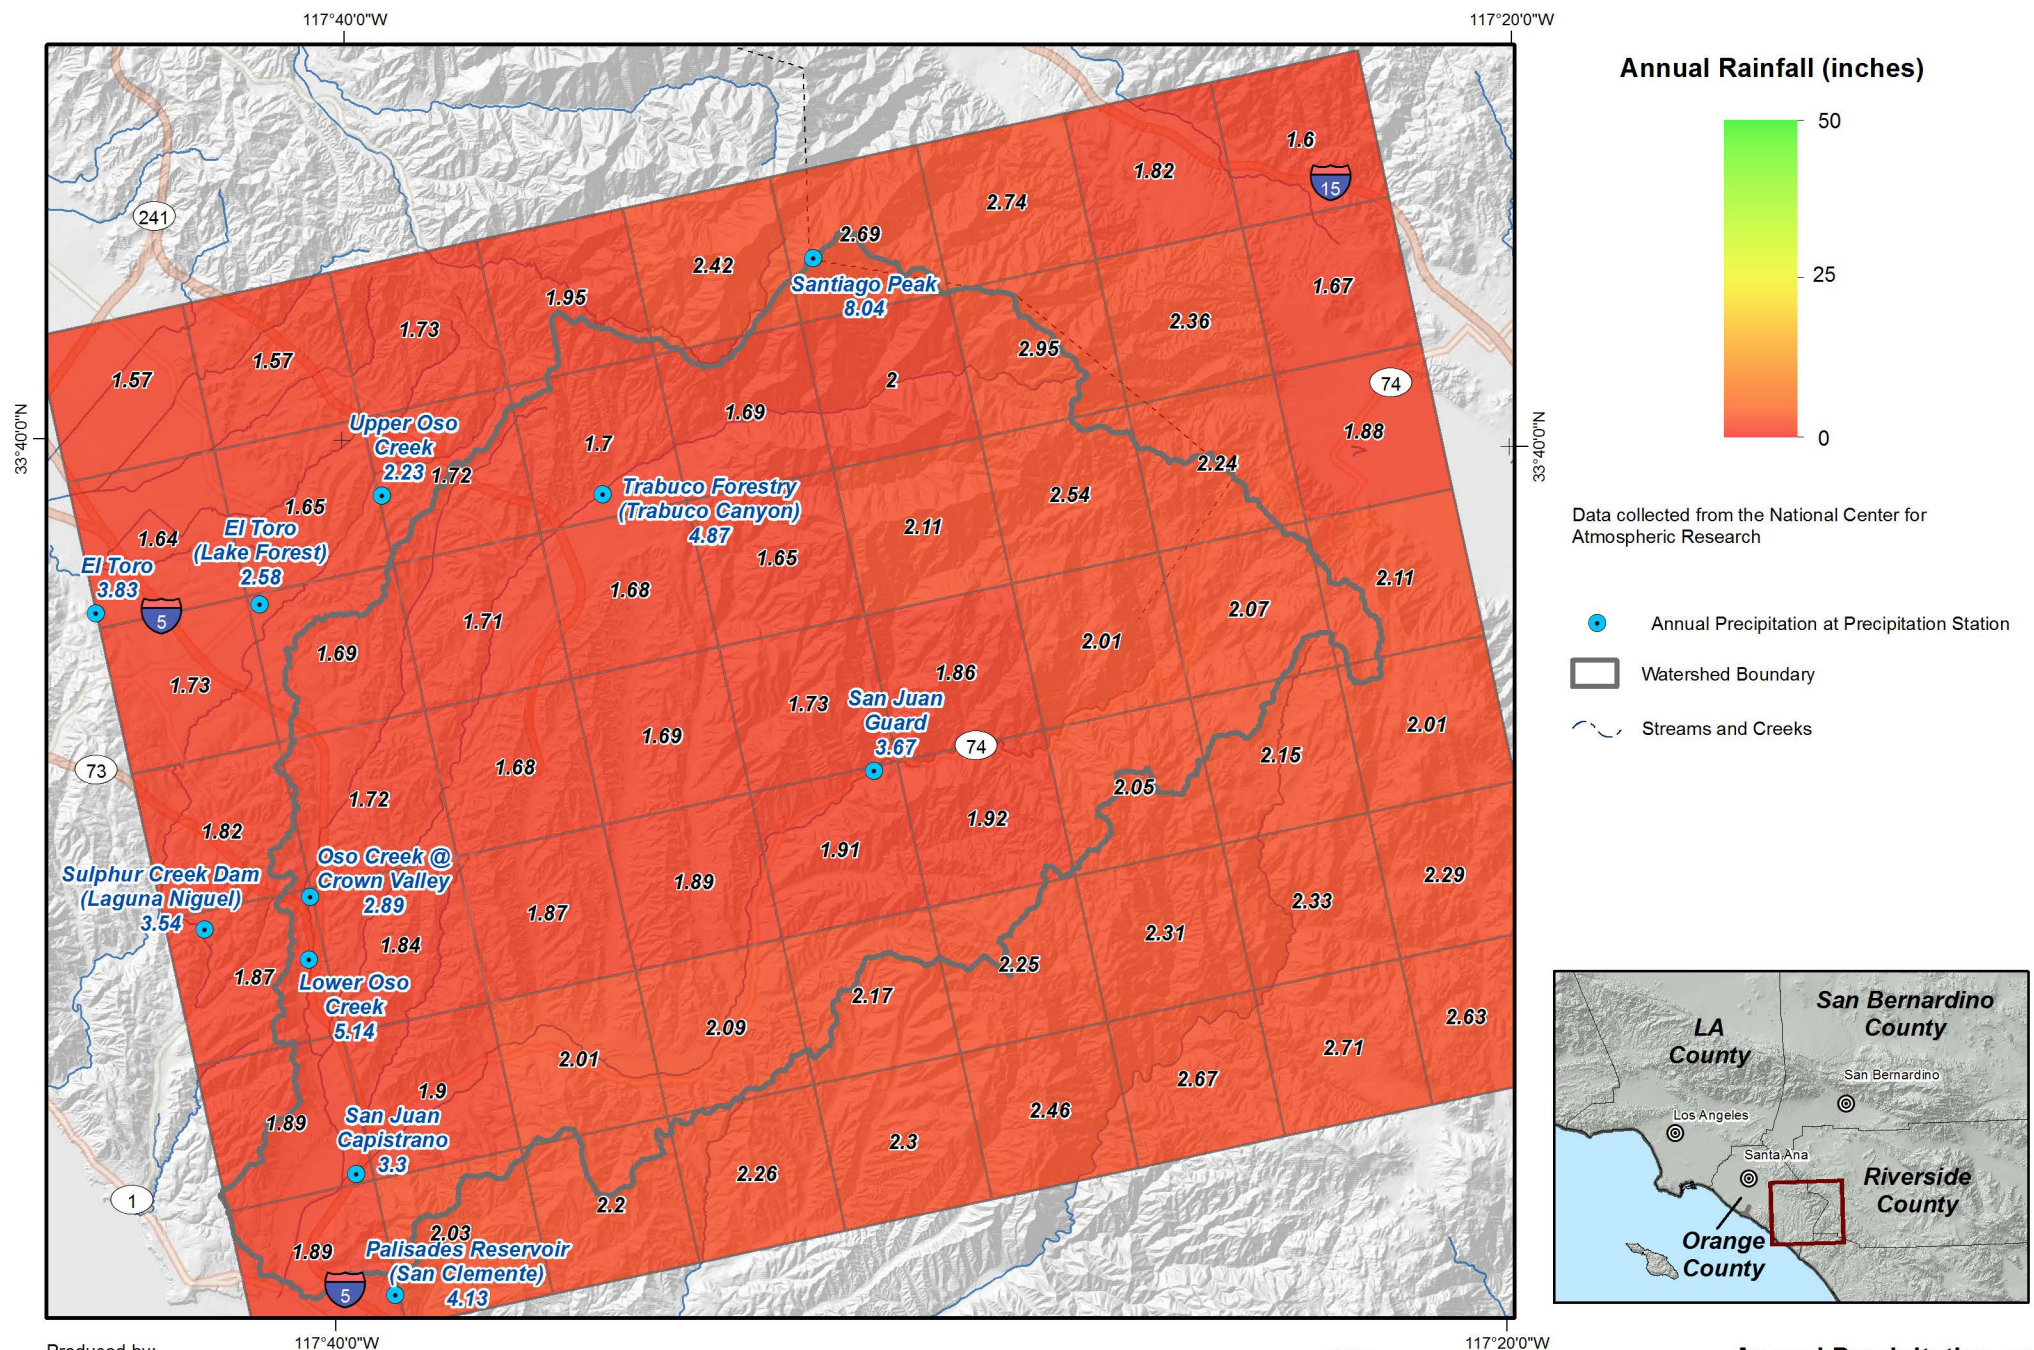 117°40'0"W
117°20'0"W
Annual Rainfall (inches)
50
25
0
1.6
15
1.82
2.74
241
2.69
2.42
Santiago Peak
8.04
1.67
1.95
2.36
1.73
2.95
1.57
1.57
2
74
1.69
33°40'0"N
33°40'0"N
Upper Oso
Creek
2.23
1.72
1.7
1.88
2.24
Trabuco Forestry
(Trabuco Canyon)
4.87
2.54
1.65
2.11
Data collected from the National Center for
Atmospheric Research
1.64
El Toro
(Lake Forest)
2.58
El Toro
3.83
1.65
1.68
2.11
5
1.71
2.07
Annual Precipitation at Precipitation Station
1.69
2.01
Watershed Boundary
1.73
1.86
1.73
San Juan
Guard
3.67
Streams and Creeks
2.01
1.69
74
73
1.68
2.15
2.05
1.72
1.92
1.82
1.91
Oso Creek @
Crown Valley
2.89
Sulphur Creek Dam
(Laguna Niguel)
3.54
1.89
2.29
2.33
1.87
2.31
1.84
2.25
1.87
Lower Oso
Creek
5.14
2.17
2.63
2.09
2.71
2.01
2.67
1.9
2.46
1.89
San Juan
Capistrano
3.3
2.3
2.26
1
2.2
2.03
1.89
Palisades Reservoir
(San Clemente)
4.13
5
San Bernardino
County
LA
County
San Bernardino
Los Angeles
Santa Ana
Riverside
County
Orange
County
117°40'0"W
117°20'0"W
Produced by:
Annual Precipitation